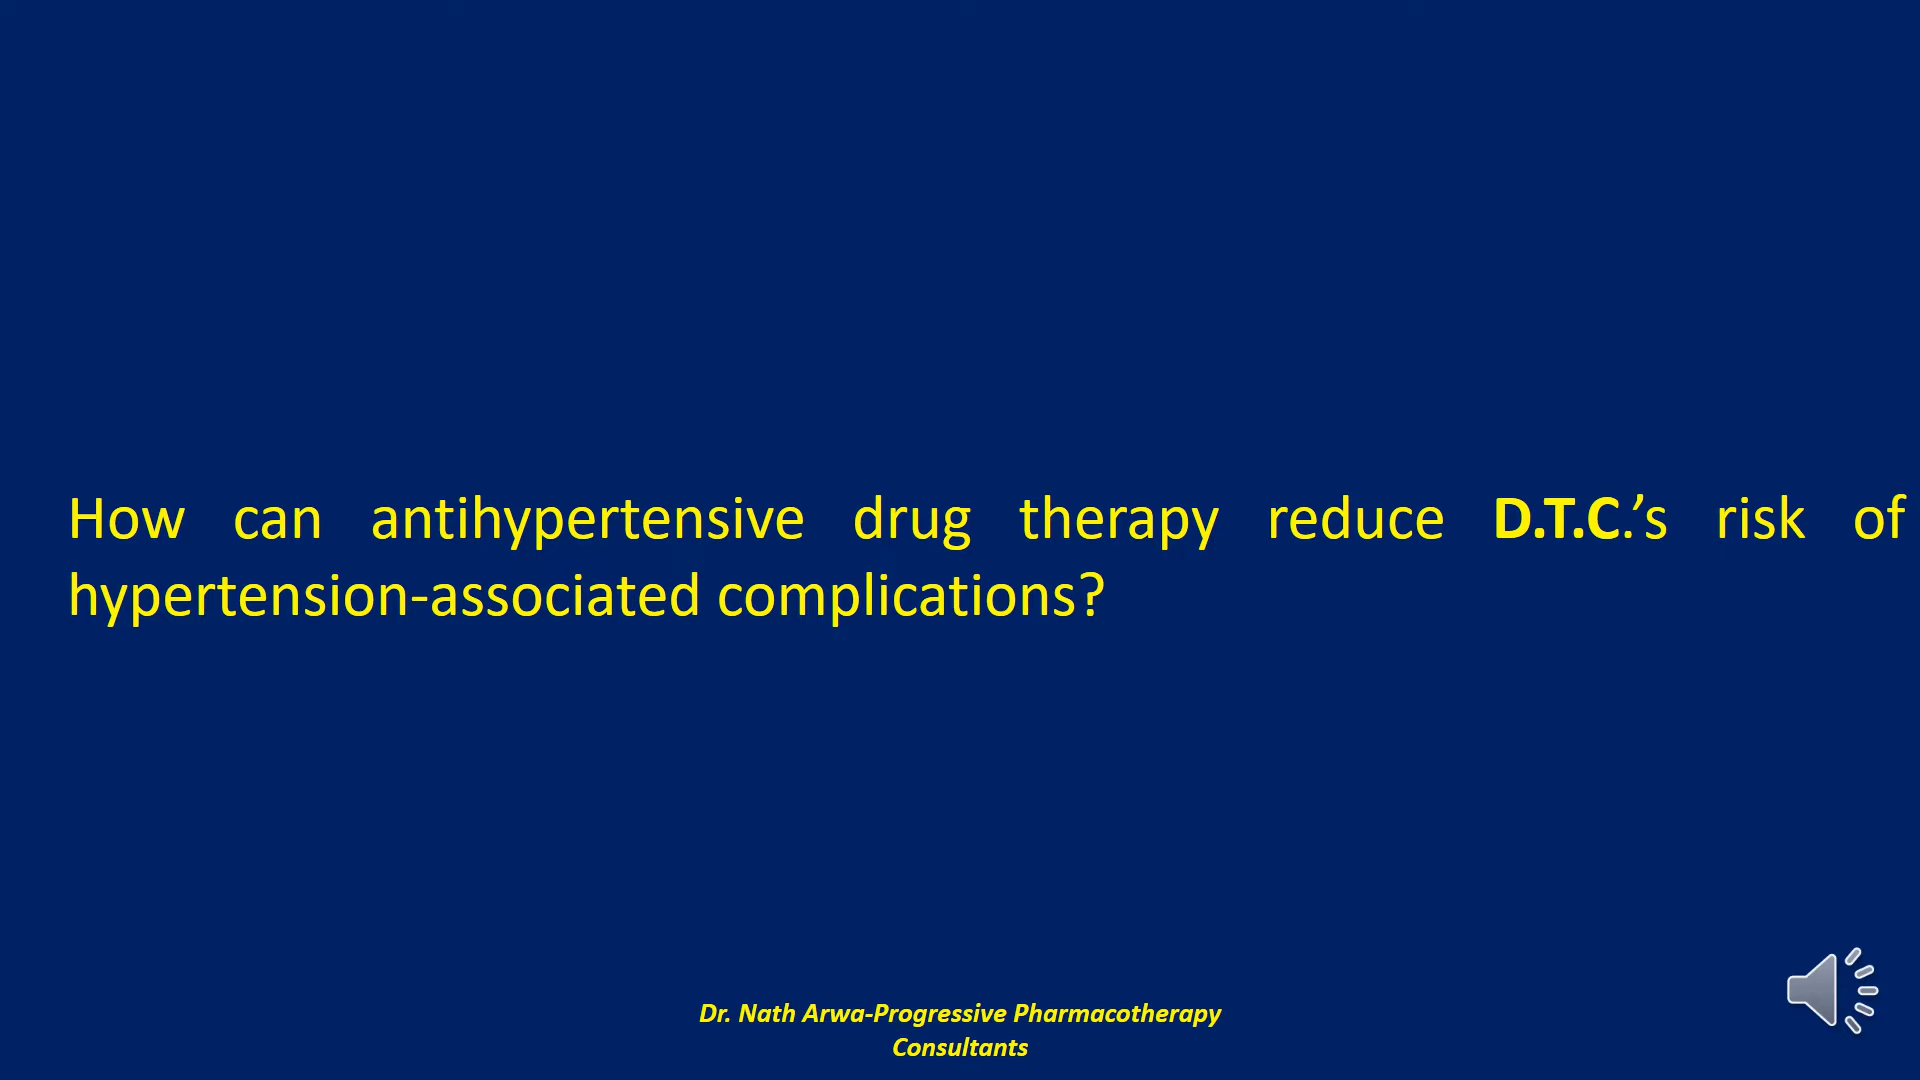 How can antihypertensive drug therapy reduce D.T.C.’s risk of
hypertension-associated complications?
Dr. Nath Arwa-Progressive Pharmacotherapy
Consultants